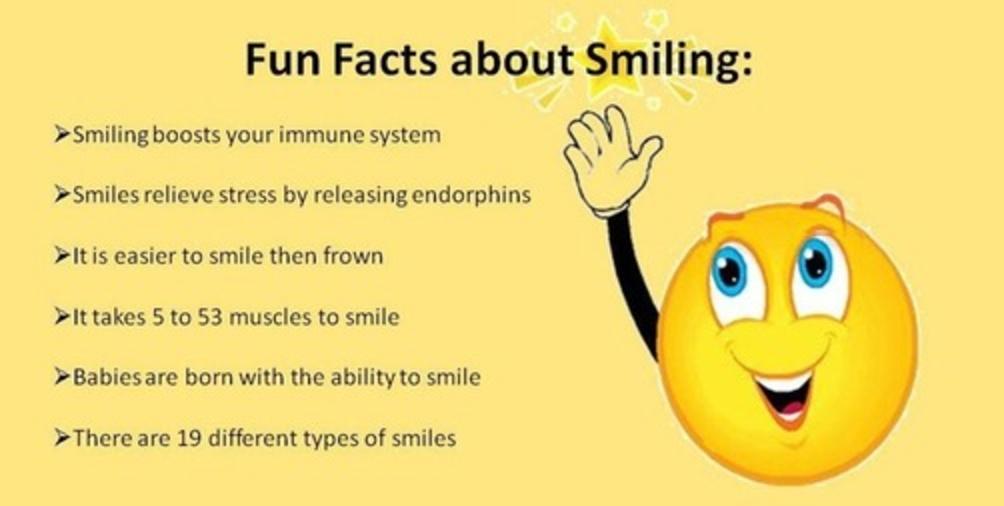 Fun Facts about Smiling:
➢Smiling boosts your immune system
➢Smiles relieve stress by releasing endorphins
➢It is easier to smile then frown
➢It takes 5 to 53 muscles to smile
➢Babies are born with the ability to smile
➢There are 19 different types of smiles